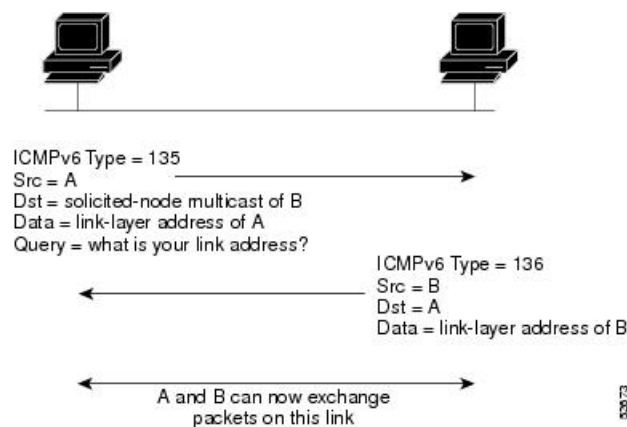 ICMPv6 Type = 135
Src = A
Dst = solicited-node multicast of B
Data = link-layer address of A
Query = what is your link address?
ICMPv6 Type = 136
Src = B
Dst = A
Data = link-layer address of B
A and B can now exchange
packets on this link
52673